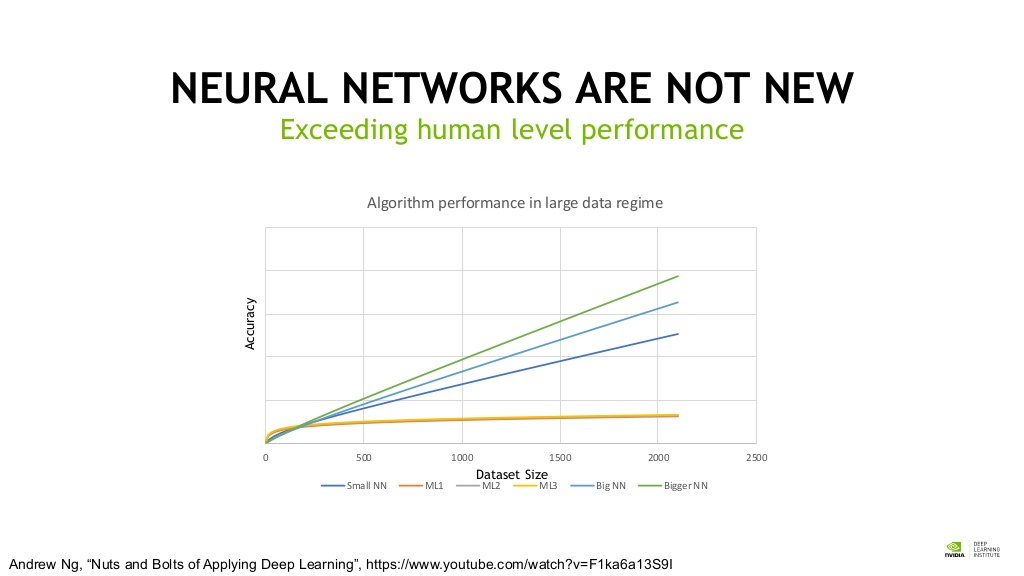 NEURAL NETWORKS ARE NOT NEW
Exceeding human level performance
Algorithm performance in large data regime
Accuracy
0 500 1000 1500 2000 2500
Dataset Size
Small NN ML1 ML2 ML3 Big NN Bigger NN
Andrew Ng, “Nuts and Bolts of Applying Deep Learning”, https://www.youtube.com/watch?v=F1ka6a13S9I
NVIDIA
DEEP
LEARNING
INSTITUTE